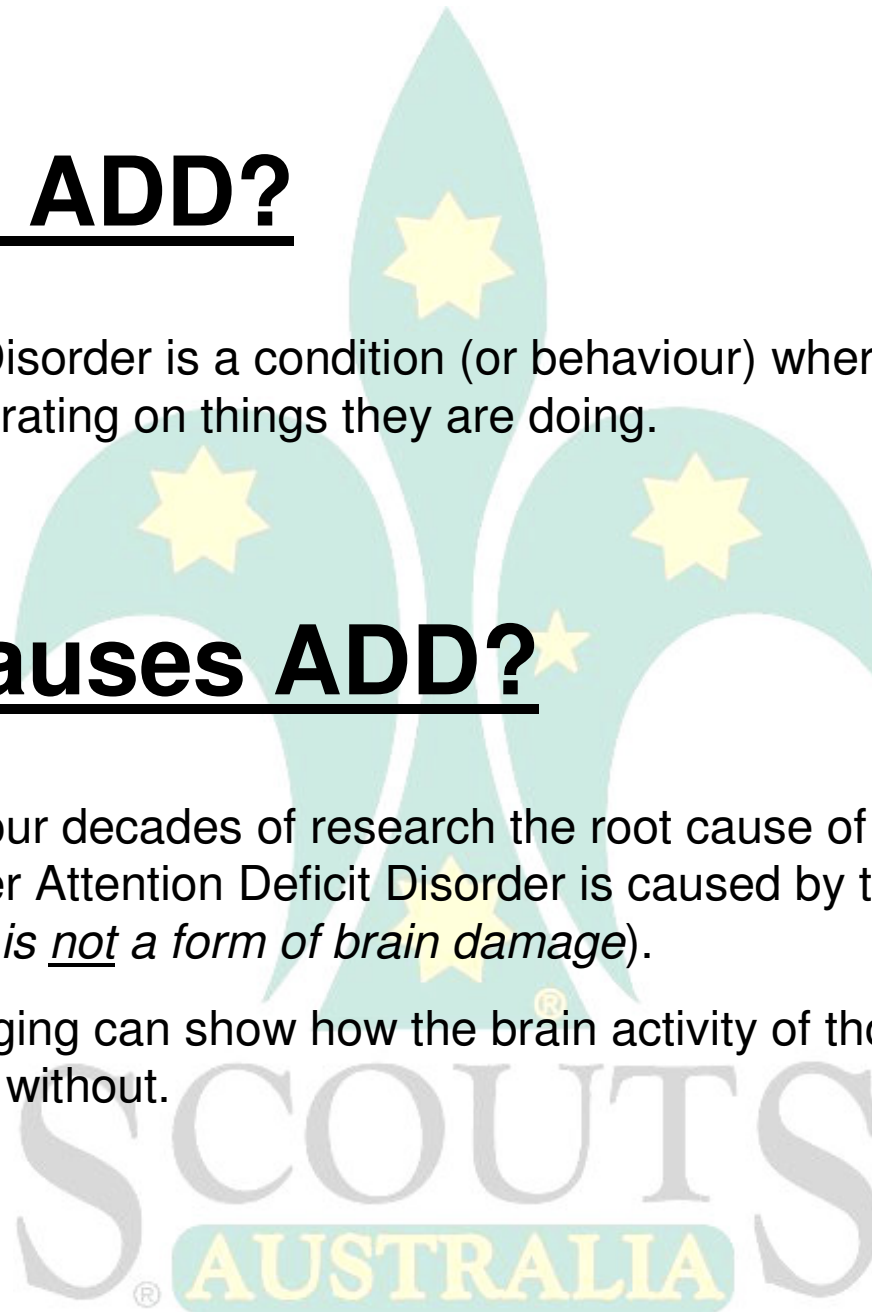 ADD?
Disorder is a condition (or behaviour) wher
rating on things they are doing.
auses ADD?
our decades of research the root cause of
er Attention Deficit Disorder is caused by t
is not a form of brain damage).
ging can show how the brain activity of tho
without.
®
SCOUTS
® AUSTRALIA